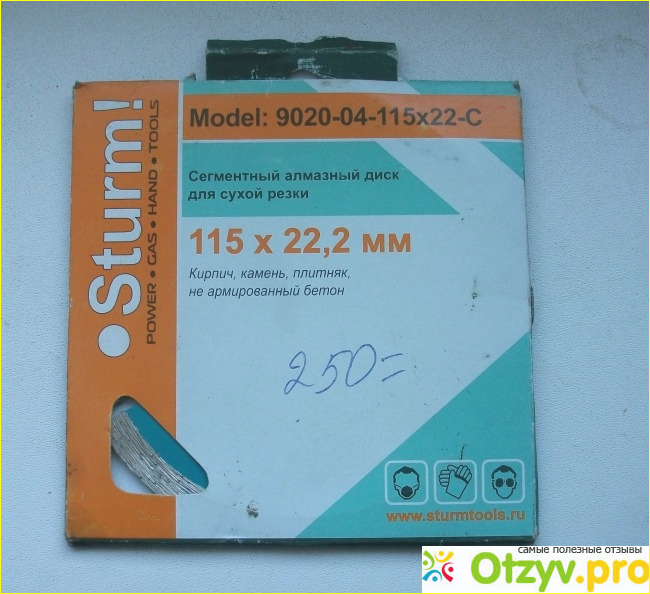 Model: 9020-04-115x22-C
Сегментный алмазный диск
для сухой резки
115 x 22,2 мм
Кирпич, камень, плитняк,
не армированный бетон
250=
•Sturm!
POWER • GAS • HAND • TOOLS
www.sturmtools.ru
самые полезные отзывы
Otzyv.pro